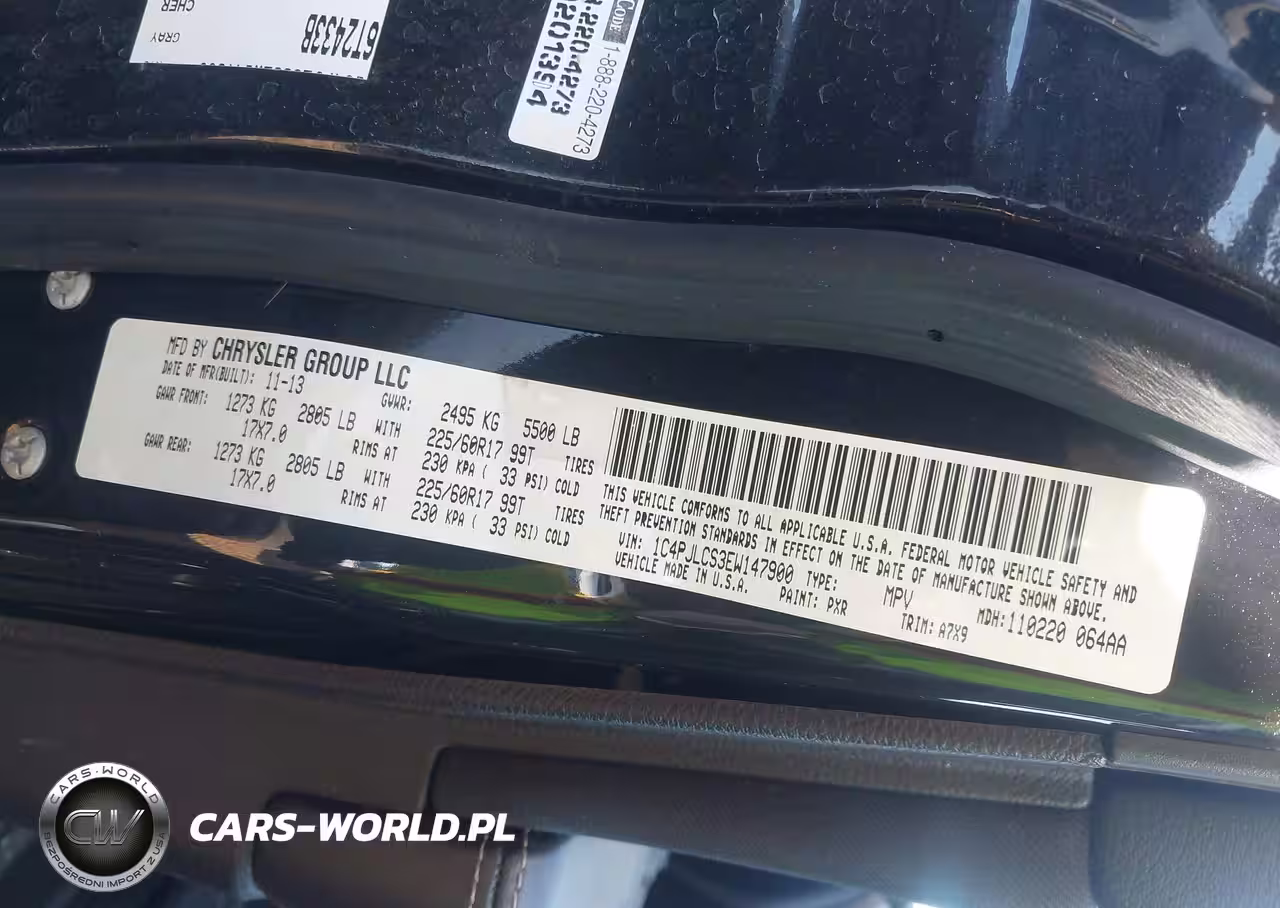 CHER
GRAY
6T2433B
CODE 1-888-220-4273
MFD BY CHRYSLER GROUP LLC
DATE OF MFR(BUILT): 11-13
GVWR: 2495 KG 5500 LB
GAWR FRONT: 1273 KG 2805 LB WITH 225/60R17 99T TIRES
17X7.0 RIMS AT 230 KPA ( 33 PSI) COLD
GAWR REAR: 1273 KG 2805 LB WITH 225/60R17 99T TIRES
17X7.0 RIMS AT 230 KPA ( 33 PSI) COLD
THIS VEHICLE CONFORMS TO ALL APPLICABLE U.S.A. FEDERAL MOTOR VEHICLE SAFETY AND
THEFT PREVENTION STANDARDS IN EFFECT ON THE DATE OF MANUFACTURE SHOWN ABOVE.
VIN: 1C4PJLCS3EW147900 TYPE: MPV MDH: 110220 064AA
VEHICLE MADE IN U.S.A. PAINT: PXR TRIM: A7X9
CARS-WORLD
CW
BEZPOŚREDNI IMPORT Z USA
CARS-WORLD.PL